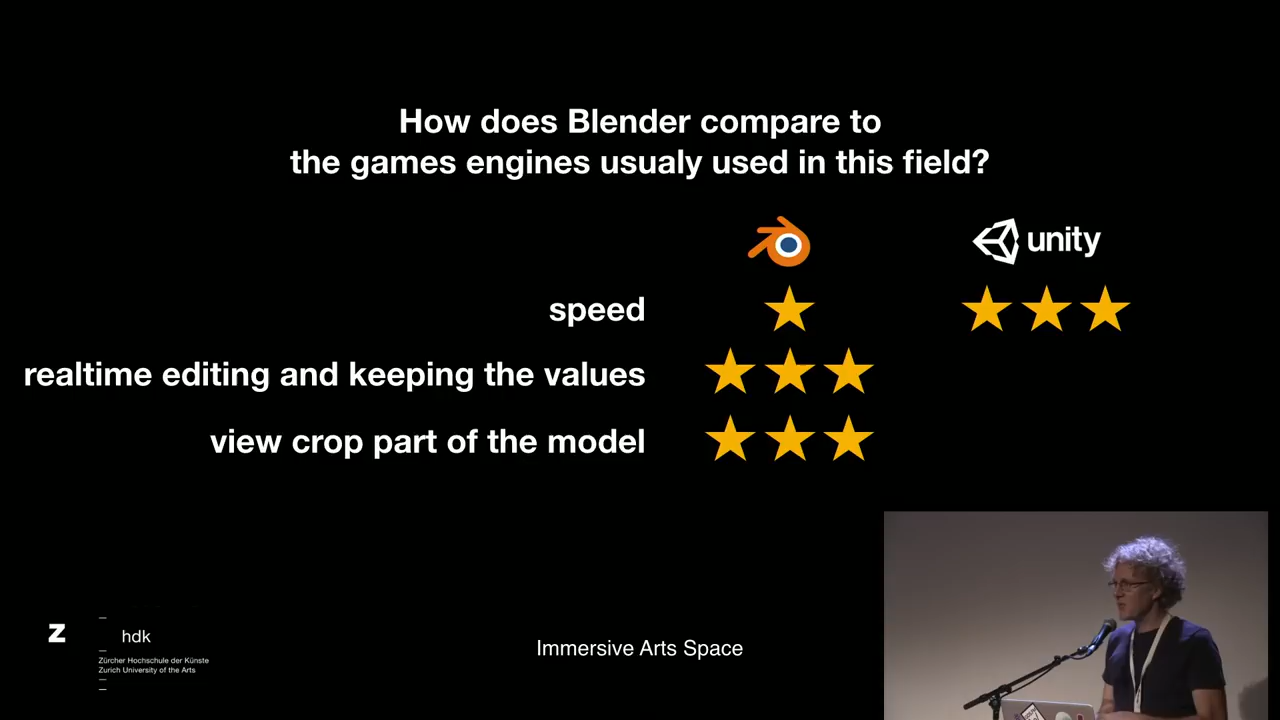 How does Blender compare to
the games engines usualy used in this field?
unity
speed
realtime editing and keeping the values
view crop part of the model
Z
hdk
Zürcher Hochschule der Künste
Zurich University of the Arts
Immersive Arts Space